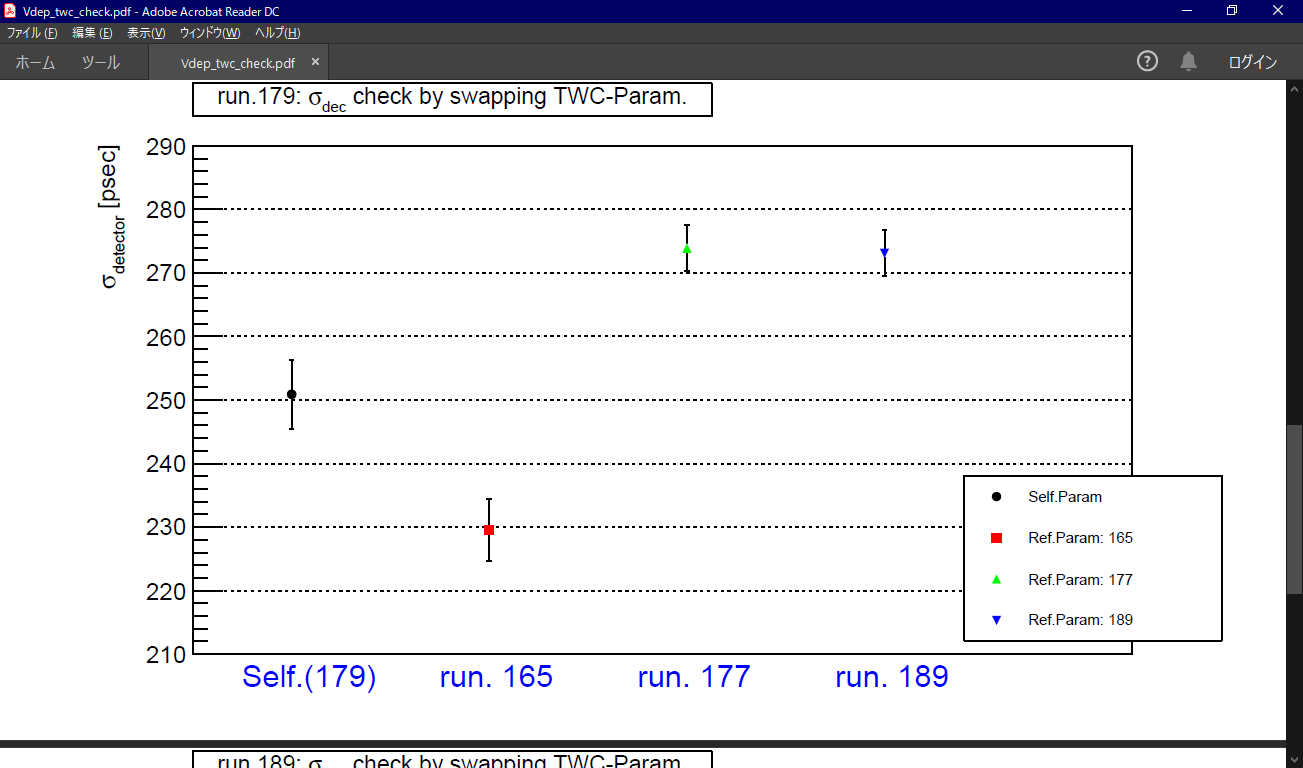 Vdep_twc_check.pdf - Adobe Acrobat Reader DC
ファイル (F) 編集 (E) 表示(V) ウィンドウ(W) ヘルプ(H)
ホーム ツール Vdep_twc_check.pdf × ? ログイン
run.179: σdec check by swapping TWC-Param.
σdetector [psec]
290
280
270
260
250
240
230
220
210
Self.Param
Ref.Param: 165
Ref.Param: 177
Ref.Param: 189
Self.(179) run. 165 run. 177 run. 189
run.189: σ check by swapping TWC-Param.